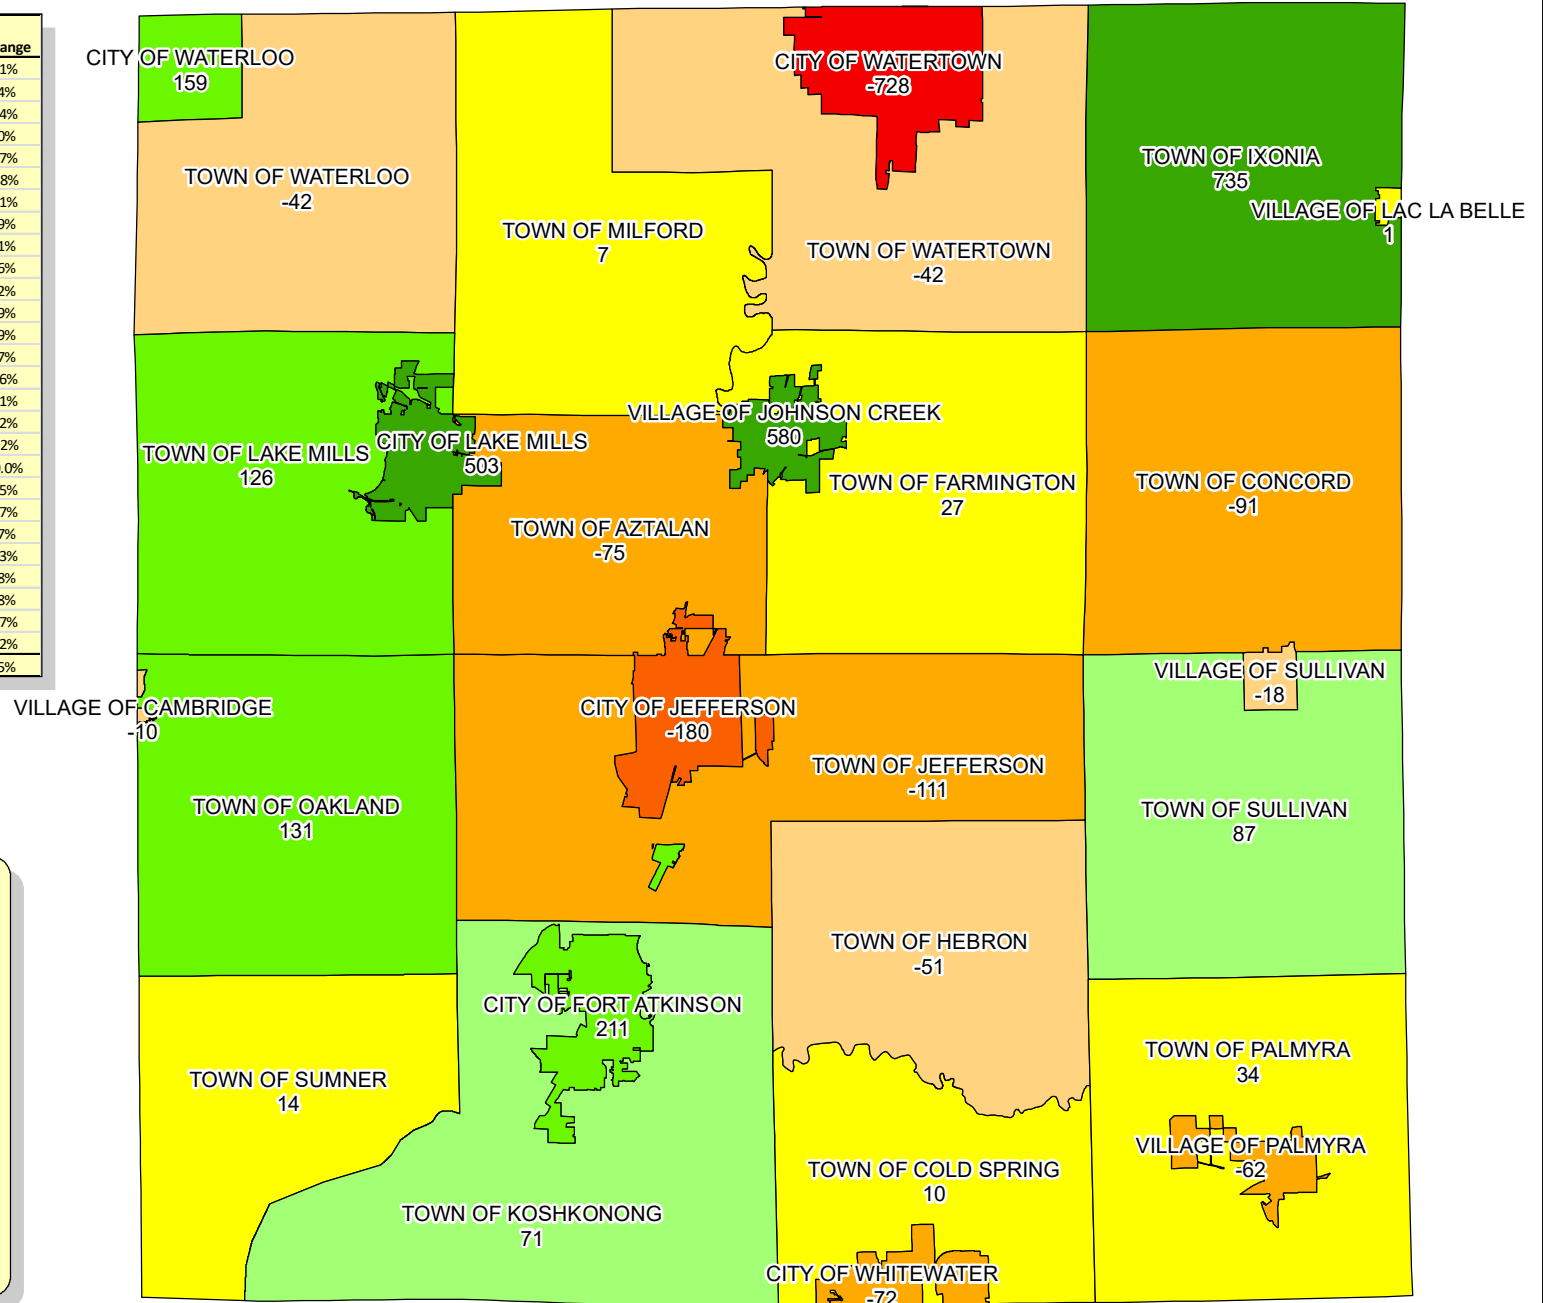 ange
1%
4%
4%
0%
7%
8%
1%
9%
1%
6%
2%
9%
9%
7%
6%
1%
2%
2%
0.0%
5%
7%
7%
3%
8%
8%
7%
2%
5%
CITY OF WATERLOO
159
CITY OF WATERTOWN
-728
TOWN OF IXONIA
735
TOWN OF WATERLOO
-42
VILLAGE OF LAC LA BELLE
1
TOWN OF MILFORD
7
TOWN OF WATERTOWN
-42
VILLAGE OF JOHNSON CREEK
580
CITY OF LAKE MILLS
503
TOWN OF LAKE MILLS
126
TOWN OF FARMINGTON
27
TOWN OF CONCORD
-91
TOWN OF AZTALAN
-75
VILLAGE OF SULLIVAN
-18
VILLAGE OF CAMBRIDGE
-10
CITY OF JEFFERSON
-180
TOWN OF JEFFERSON
-111
TOWN OF OAKLAND
131
TOWN OF SULLIVAN
87
TOWN OF HEBRON
-51
CITY OF FORT ATKINSON
211
TOWN OF PALMYRA
34
TOWN OF SUMNER
14
VILLAGE OF PALMYRA
-62
TOWN OF COLD SPRING
10
TOWN OF KOSHKONONG
71
CITY OF WHITEWATER
-72